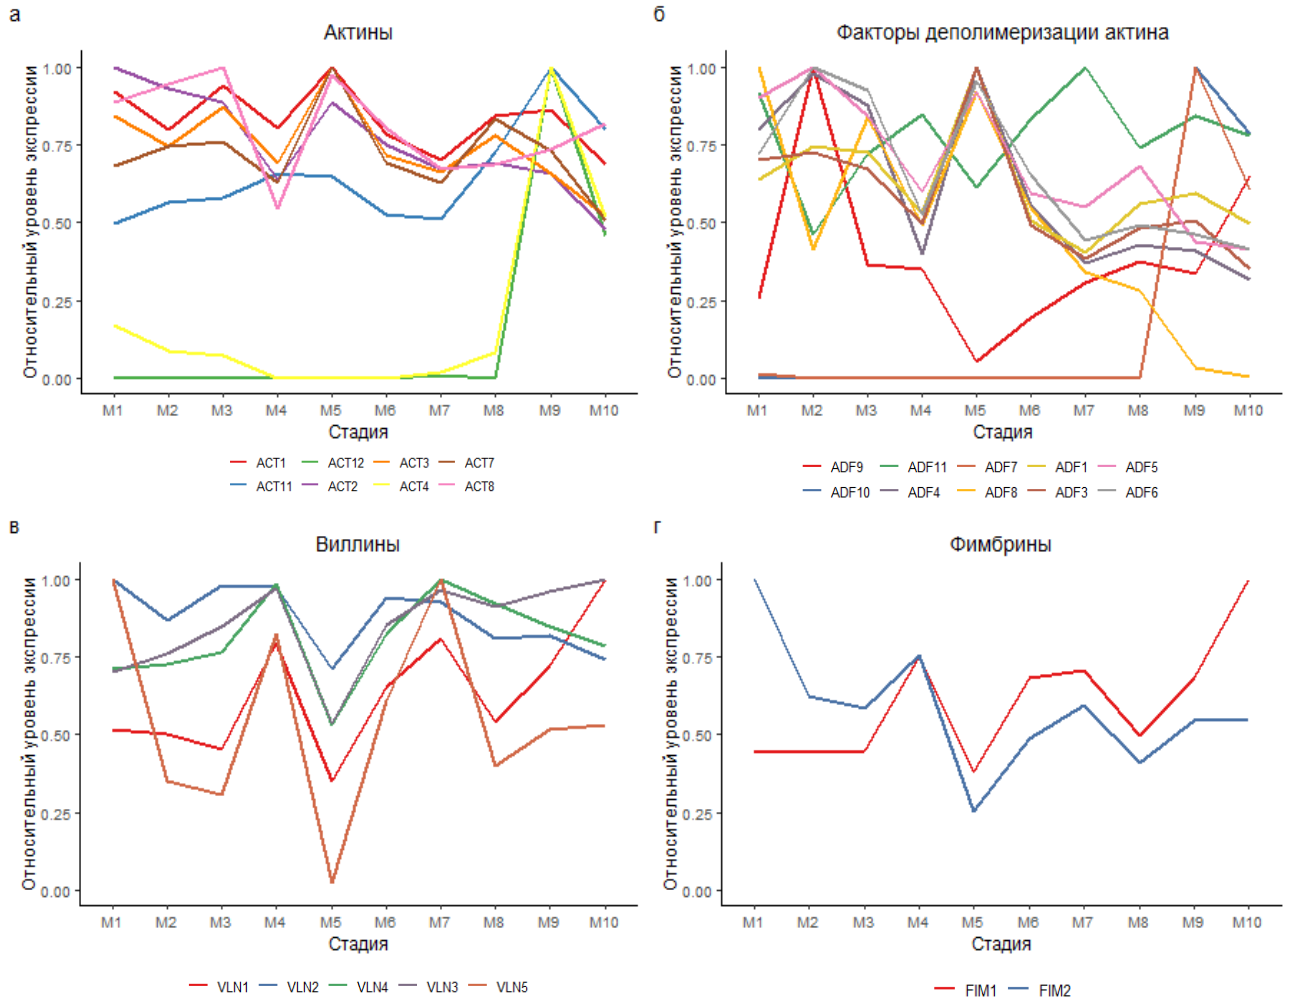 а
Актины
Относительный уровень экспрессии
1.00
0.75
0.50
0.25
0.00
M1 M2 M3 M4 M5 M6 M7 M8 M9 M10
Стадия
ACT1 ACT12 ACT3 ACT7
ACT11 ACT2 ACT4 ACT8
б
Факторы деполимеризации актина
Относительный уровень экспрессии
1.00
0.75
0.50
0.25
0.00
M1 M2 M3 M4 M5 M6 M7 M8 M9 M10
Стадия
ADF9 ADF11 ADF7 ADF1 ADF5
ADF10 ADF4 ADF8 ADF3 ADF6
в
Виллины
Относительный уровень экспрессии
1.00
0.75
0.50
0.25
0.00
M1 M2 M3 M4 M5 M6 M7 M8 M9 M10
Стадия
VLN1 VLN2 VLN4 VLN3 VLN5
г
Фимбрины
Относительный уровень экспрессии
1.00
0.75
0.50
0.25
0.00
M1 M2 M3 M4 M5 M6 M7 M8 M9 M10
Стадия
FIM1 FIM2